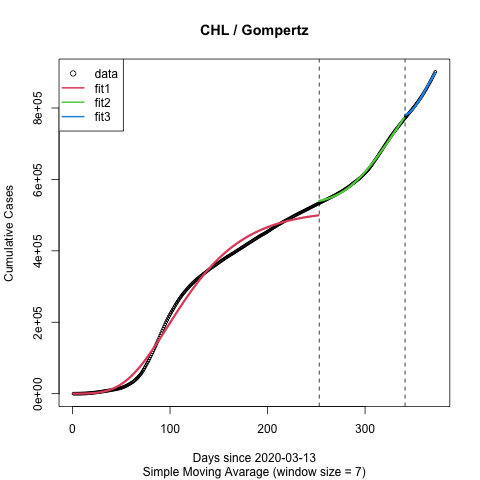 CHL / Gompertz
data
fit1
fit2
fit3
Cumulative Cases
0e+00
2e+05
4e+05
6e+05
8e+05
0
100
200
300
Days since 2020-03-13
Simple Moving Avarage (window size = 7)